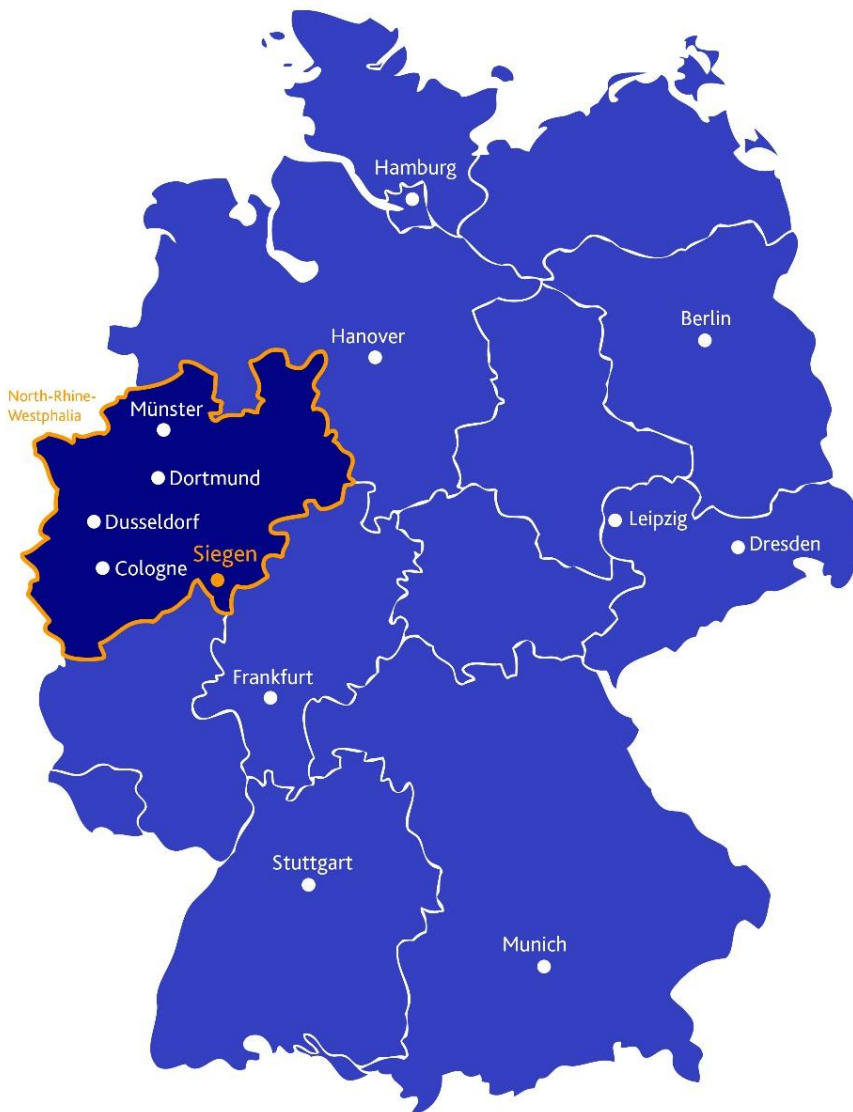 Hamburg
Berlin
Hanover
North-Rhine-
Westphalia
Münster
Dortmund
Dusseldorf
Leipzig
Dresden
Siegen
Cologne
Frankfurt
Stuttgart
Munich